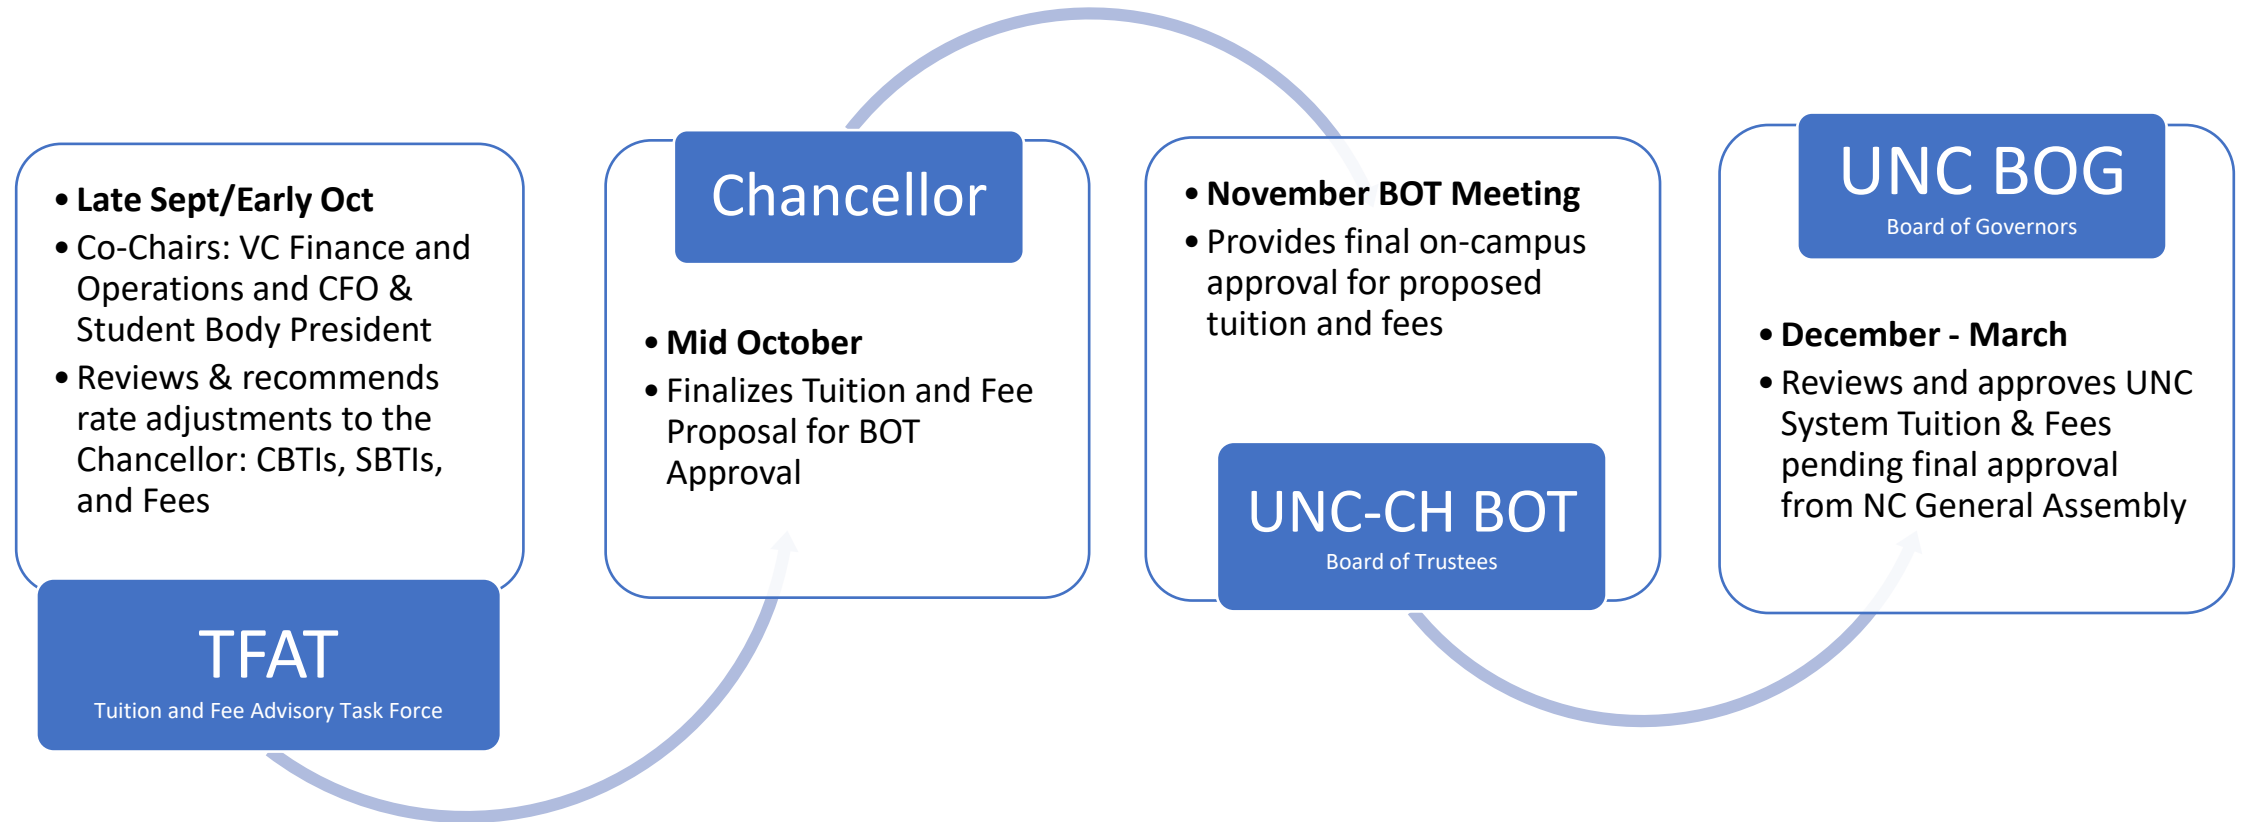 • Late Sept/Early Oct
• Co-Chairs: VC Finance and
Operations and CFO &
Student Body President
• Reviews & recommends
rate adjustments to the
Chancellor: CBTIs, SBTIs,
and Fees
TFAT
Tuition and Fee Advisory Task Force
Chancellor
• Mid October
• Finalizes Tuition and Fee
Proposal for BOT
Approval
• November BOT Meeting
• Provides final on-campus
approval for proposed
tuition and fees
UNC-CH BOT
Board of Trustees
UNC BOG
Board of Governors
• December - March
• Reviews and approves UNC
System Tuition & Fees
pending final approval
from NC General Assembly